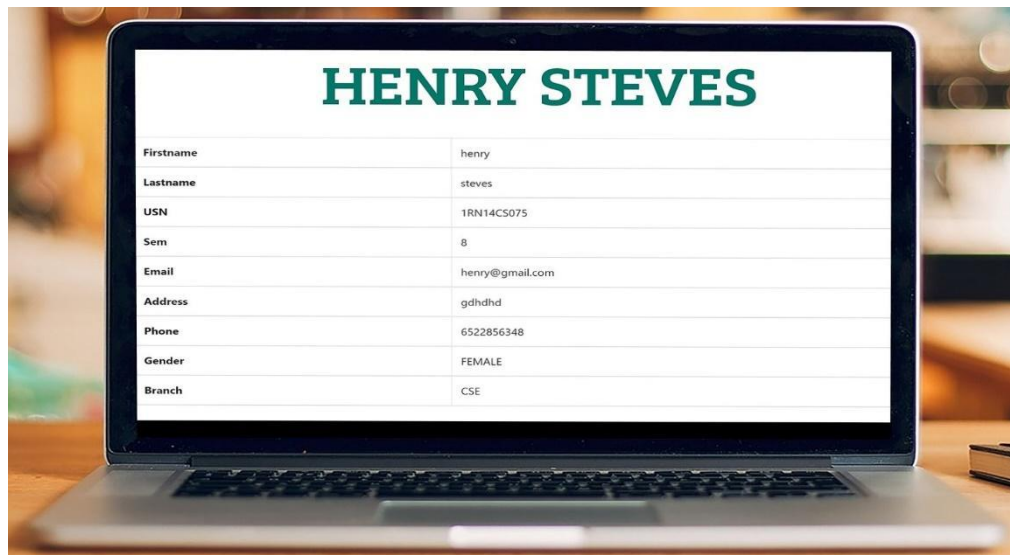 HENRY STEVES
Firstname henry
Lastname steves
USN 1RN14CS075
Sem 8
Email henry@gmail.com
Address gdhdhd
Phone 6522856348
Gender FEMALE
Branch CSE